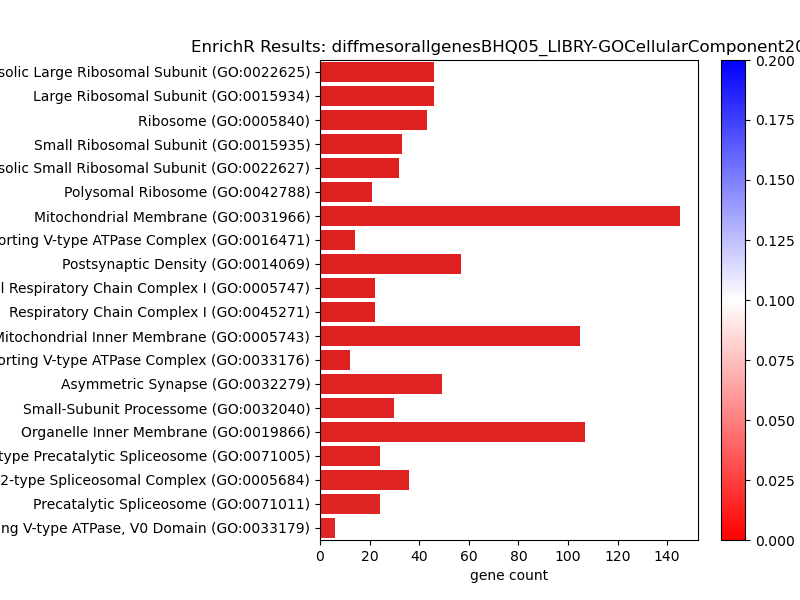 EnrichR Results: diffmesorallgenesBHQ05_LIBRY-GOCellularComponent20
Large Ribosomal Subunit (GO:0022625)
Large Ribosomal Subunit (GO:0015934)
Ribosome (GO:0005840)
Small Ribosomal Subunit (GO:0015935)
Small Ribosomal Subunit (GO:0022627)
Polysomal Ribosome (GO:0042788)
Mitochondrial Membrane (GO:0031966)
V-type ATPase Complex (GO:0016471)
Postsynaptic Density (GO:0014069)
Respiratory Chain Complex I (GO:0005747)
Respiratory Chain Complex I (GO:0045271)
Mitochondrial Inner Membrane (GO:0005743)
V-type ATPase Complex (GO:0033176)
Asymmetric Synapse (GO:0032279)
Small-Subunit Processome (GO:0032040)
Organelle Inner Membrane (GO:0019866)
Precatalytic Spliceosome (GO:0071005)
2-type Spliceosomal Complex (GO:0005684)
Precatalytic Spliceosome (GO:0071011)
V-type ATPase, V0 Domain (GO:0033179)
0 20 40 60 80 100 120 140
gene count
0.200
0.175
0.150
0.125
0.100
0.075
0.050
0.025
0.000